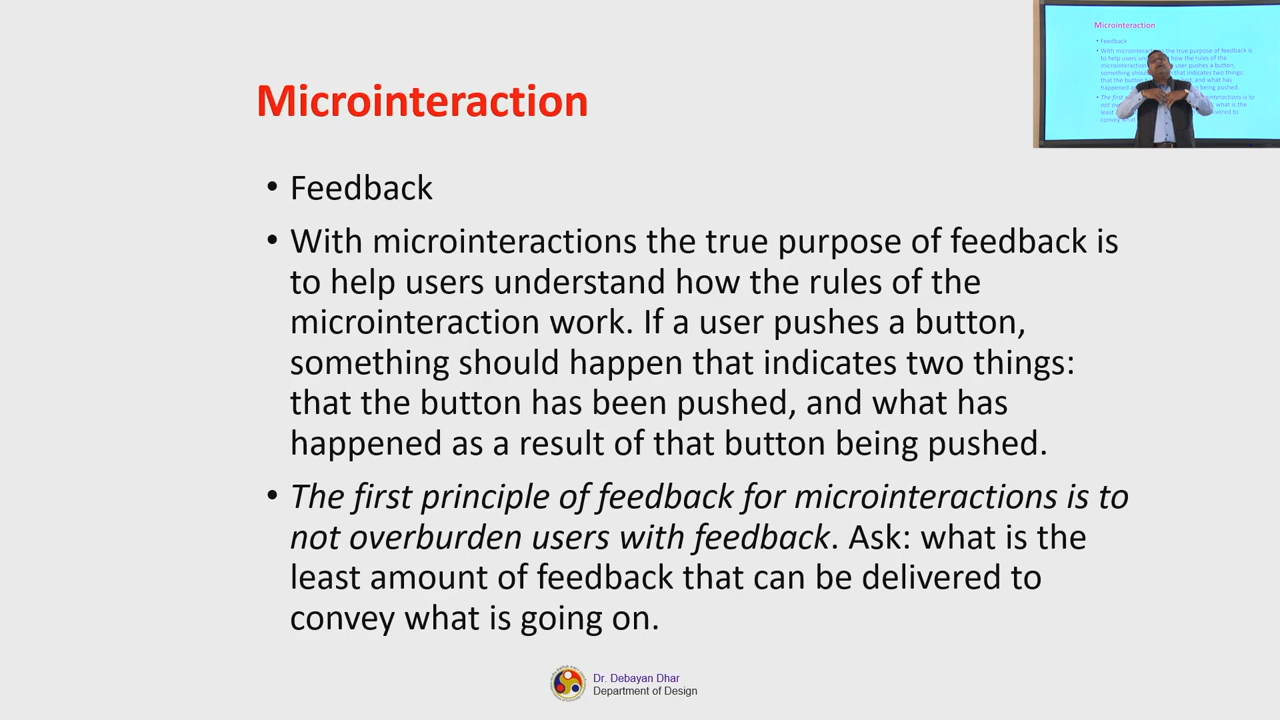 Microinteraction
• Feedback
• With microinteractions the true purpose of feedback is
to help users understand how the rules of the
microinteraction work. If a user pushes a button,
something should happen that indicates two things:
that the button has been pushed, and what has
happened as a result of that button being pushed.
• The first principle of feedback for microinteractions is to
not overburden users with feedback. Ask: what is the
least amount of feedback that can be delivered to
convey what is going on.
Dr. Debayan Dhar
Department of Design
Microinteraction
• Feedback